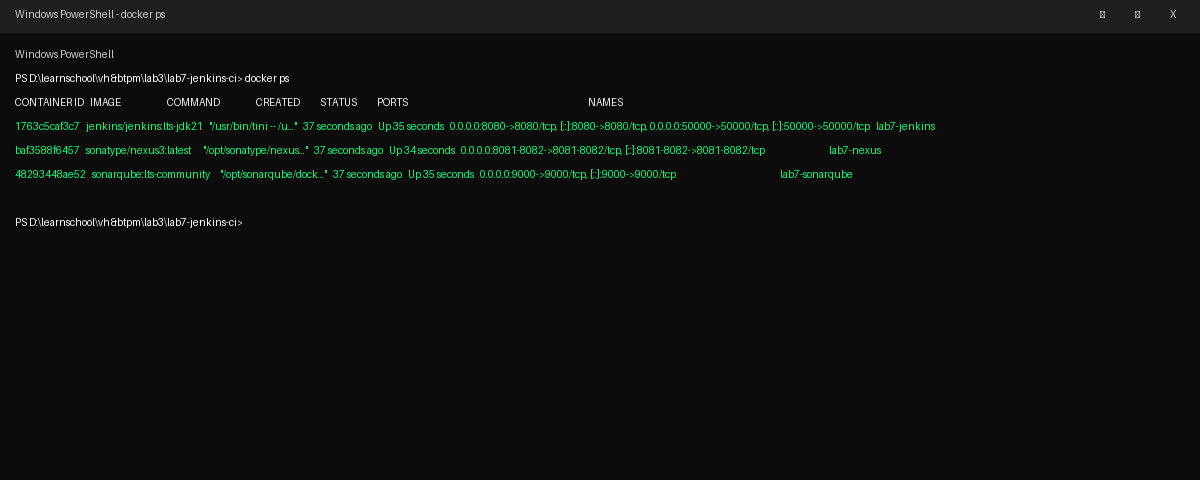 Windows PowerShell - docker ps X
Windows PowerShell
PS D:\learnschool\vh&btpm\lab3\lab7-jenkins-ci> docker ps
CONTAINER ID IMAGE COMMAND CREATED STATUS PORTS NAMES
1763c5caf3c7 jenkins/jenkins:lts-jdk21 "/usr/bin/tini -- /u..." 37 seconds ago Up 35 seconds 0.0.0.0:8080->8080/tcp, [::]:8080->8080/tcp, 0.0.0.0:50000->50000/tcp, [::]:50000->50000/tcp lab7-jenkins
baf3588f6457 sonatype/nexus3:latest "/opt/sonatype/nexus..." 37 seconds ago Up 34 seconds 0.0.0.0:8081-8082->8081-8082/tcp, [::]:8081-8082->8081-8082/tcp lab7-nexus
48293448ae52 sonarqube:lts-community "/opt/sonarqube/dock..." 37 seconds ago Up 35 seconds 0.0.0.0:9000->9000/tcp, [::]:9000->9000/tcp lab7-sonarqube
PS D:\learnschool\vh&btpm\lab3\lab7-jenkins-ci>